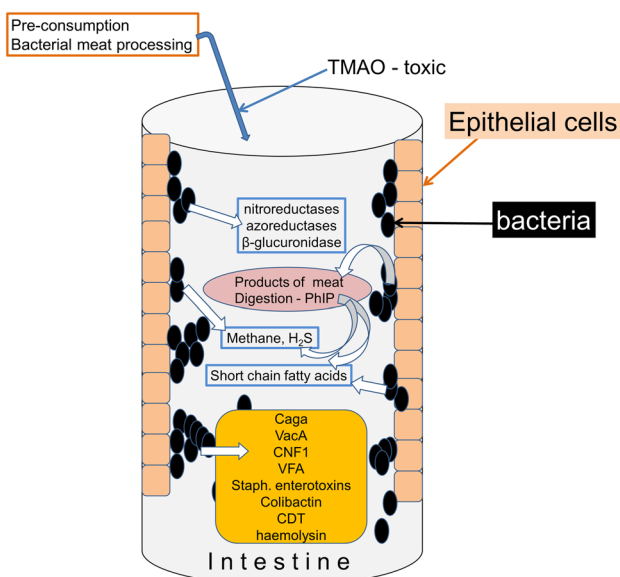 Pre-consumption
Bacterial meat processing
TMAO - toxic
Epithelial cells
bacteria
nitroreductases
azoreductases
β-glucuronidase
Products of meat
Digestion - PhIP
Methane, H₂S
Short chain fatty acids
Caga
VacA
CNF1
VFA
Staph. enterotoxins
Colibactin
CDT
haemolysin
Intestine